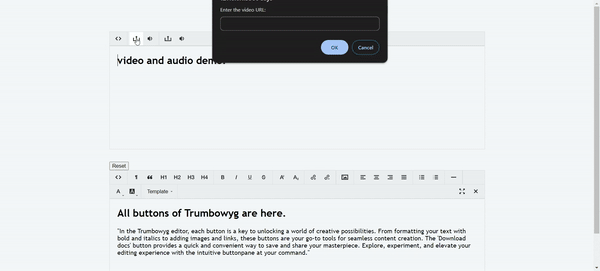 Enter the video URL:
OK
Cancel
video and audio demo.
Reset
H1 H2 H3 H4 B I U S
A Template
All buttons of Trumbowyg are here.
"In the Trumbowyg editor, each button is a key to unlocking a world of creative possibilities. From formatting your text with
bold and italics to adding images and links, these buttons are your go-to tools for seamless content creation. The 'Download
docs' button provides a quick and convenient way to save and share your masterpiece. Explore, experiment, and elevate your
editing experience with the intuitive buttonpane at your command."